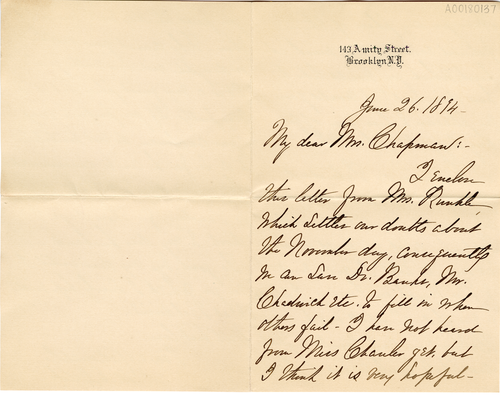 A00180137
143 Amity Street.
Brooklyn N.Y.
June 26. 1894-
My dear Mrs. Chapman:-
I Enclose
this letter from Mrs. Runkle,
which settles our doubts about
the November day, consequently
we can save Dr. Banks, Mr.
Chadwick Etc. to fill in when
others fail - I have not heard
from Miss Chanler yet, but
I think it is very hopeful-